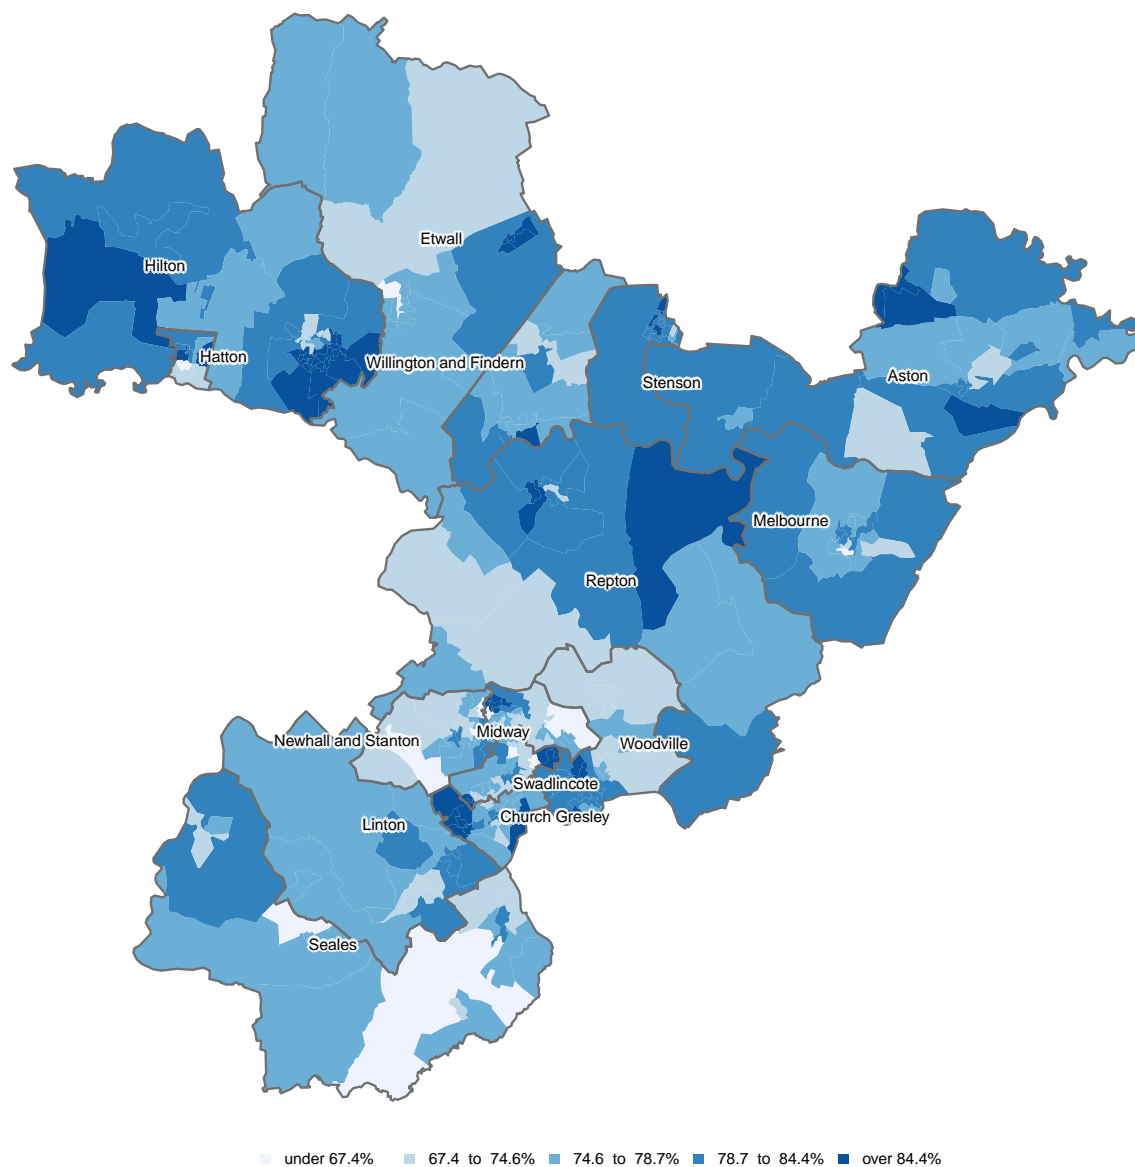 Etwall
Hilton
Hatton
Willington and Findern
Stenson
Aston
Melbourne
Repton
Newhall and Stanton
Midway
Woodville
Swadlincote
Church Gresley
Linton
Seales
under 67.4% 67.4 to 74.6% 74.6 to 78.7% 78.7 to 84.4% over 84.4%